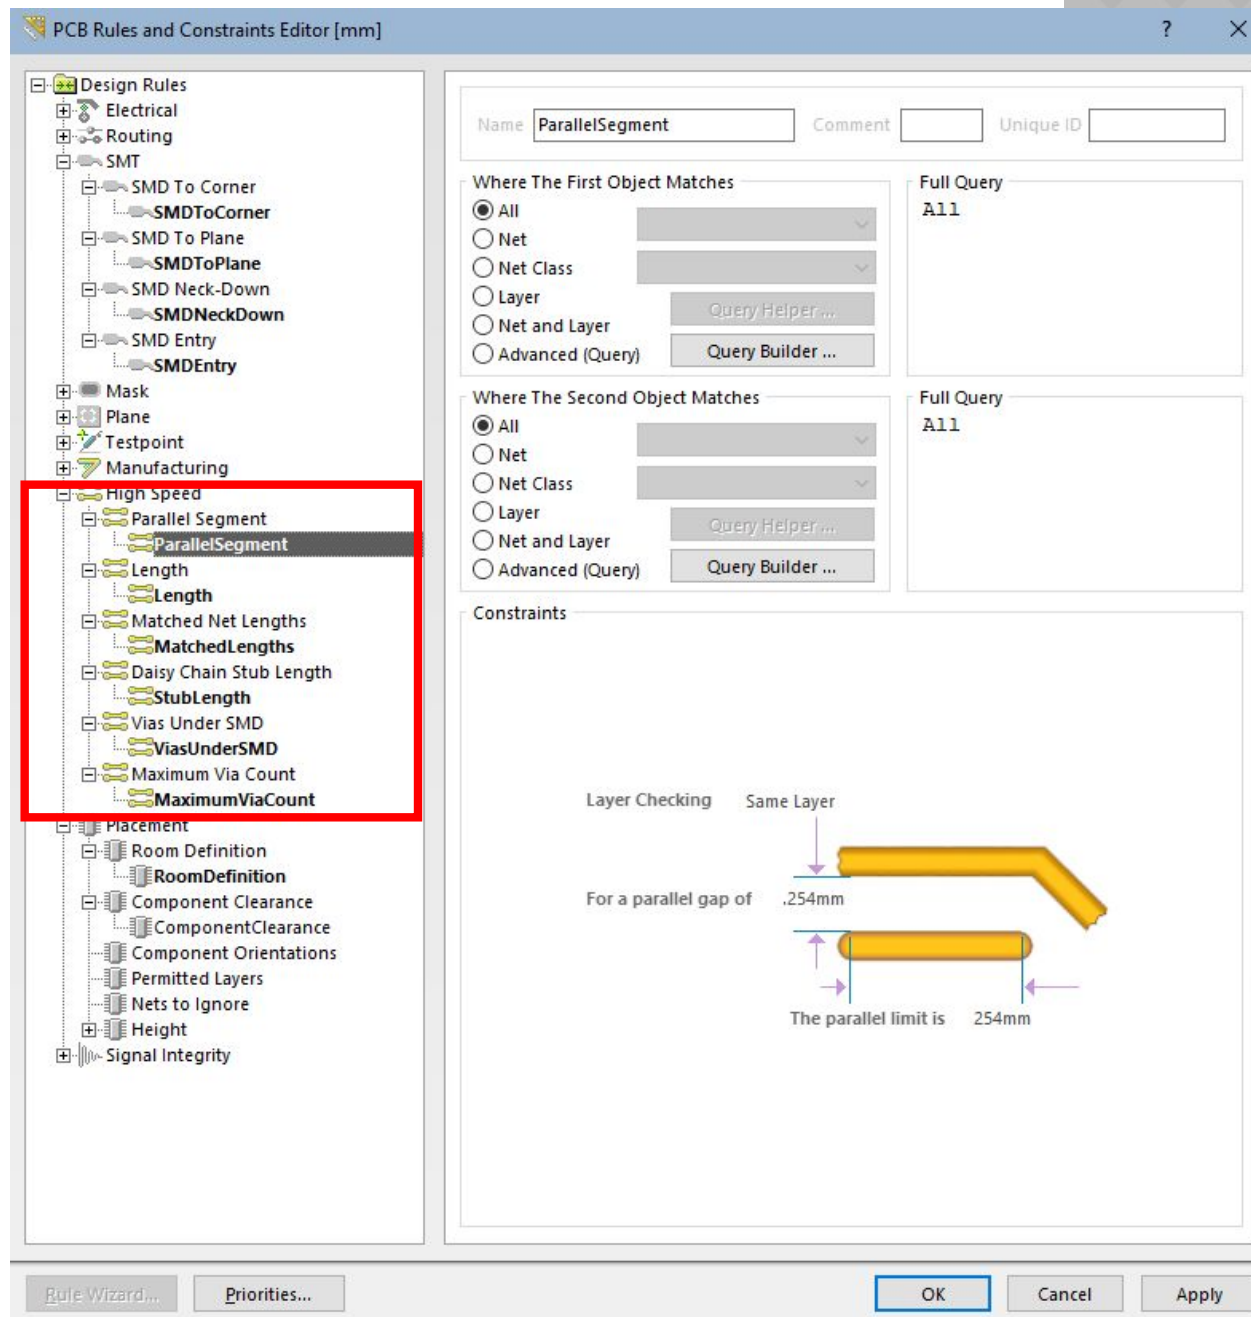 PCB Rules and Constraints Editor [mm]
?
Design Rules
Electrical
Routing
SMT
SMD To Corner
SMDToCorner
SMD To Plane
SMDToPlane
SMD Neck-Down
SMDNeckDown
SMD Entry
SMDEntry
Mask
Plane
Testpoint
Manufacturing
High Speed
Parallel Segment
ParallelSegment
Length
Length
Matched Net Lengths
MatchedLengths
Daisy Chain Stub Length
StubLength
Vias Under SMD
ViasUnderSMD
Maximum Via Count
MaximumViaCount
Placement
Room Definition
RoomDefinition
Component Clearance
ComponentClearance
Component Orientations
Permitted Layers
Nets to Ignore
Height
Signal Integrity
Name ParallelSegment Comment Unique ID
Where The First Object Matches
All
Net
Net Class
Layer
Net and Layer
Advanced (Query)
Query Helper ...
Query Builder ...
Full Query
All
Where The Second Object Matches
All
Net
Net Class
Layer
Net and Layer
Advanced (Query)
Query Helper ...
Query Builder ...
Full Query
All
Constraints
Layer Checking Same Layer
For a parallel gap of .254mm
The parallel limit is 254mm
Rule Wizard...
Priorities...
OK
Cancel
Apply